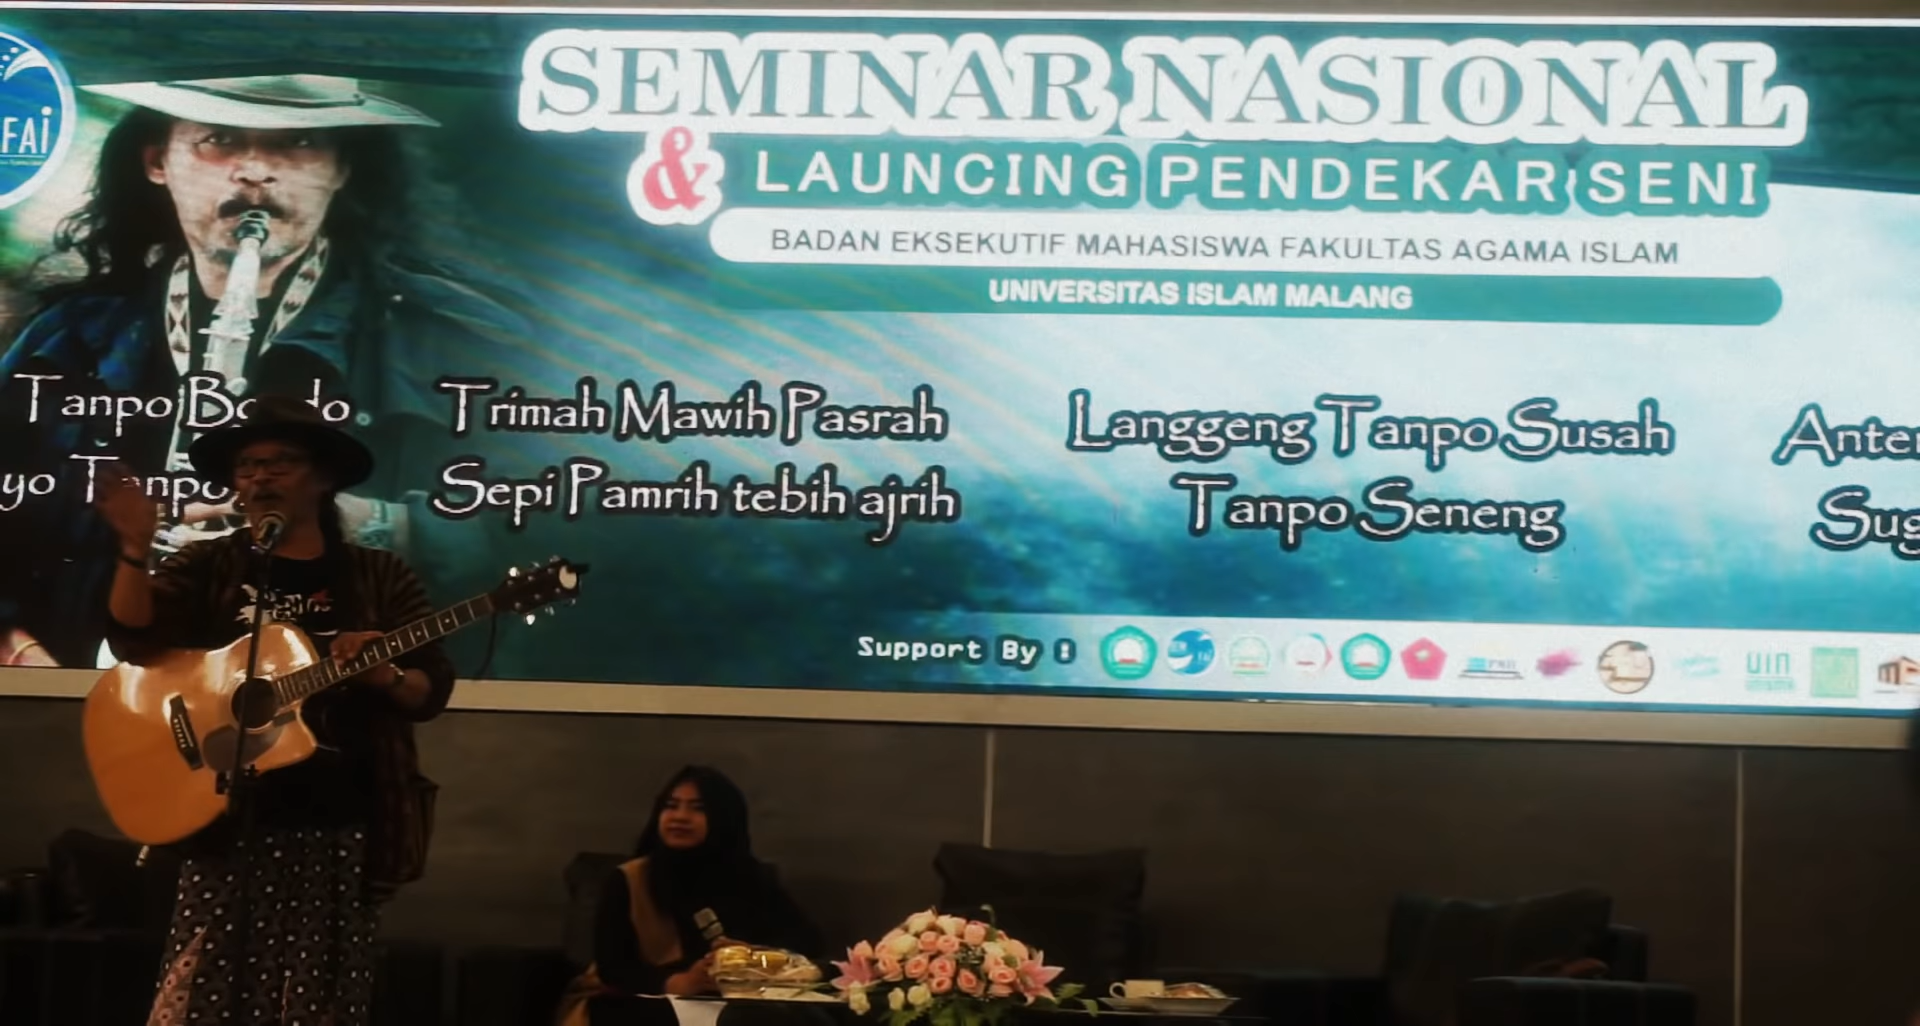 FAI
SEMINAR NASIONAL
& LAUNCING PENDEKAR SENI
BADAN EKSEKUTIF MAHASISWA FAKULTAS AGAMA ISLAM
UNIVERSITAS ISLAM MALANG
Tanpo
Trimah Mawih Pasrah
Langgeng Tanpo Susah
Sepi Pamrih tebih ajrih
Tanpo Seneng
Support By :
UIN